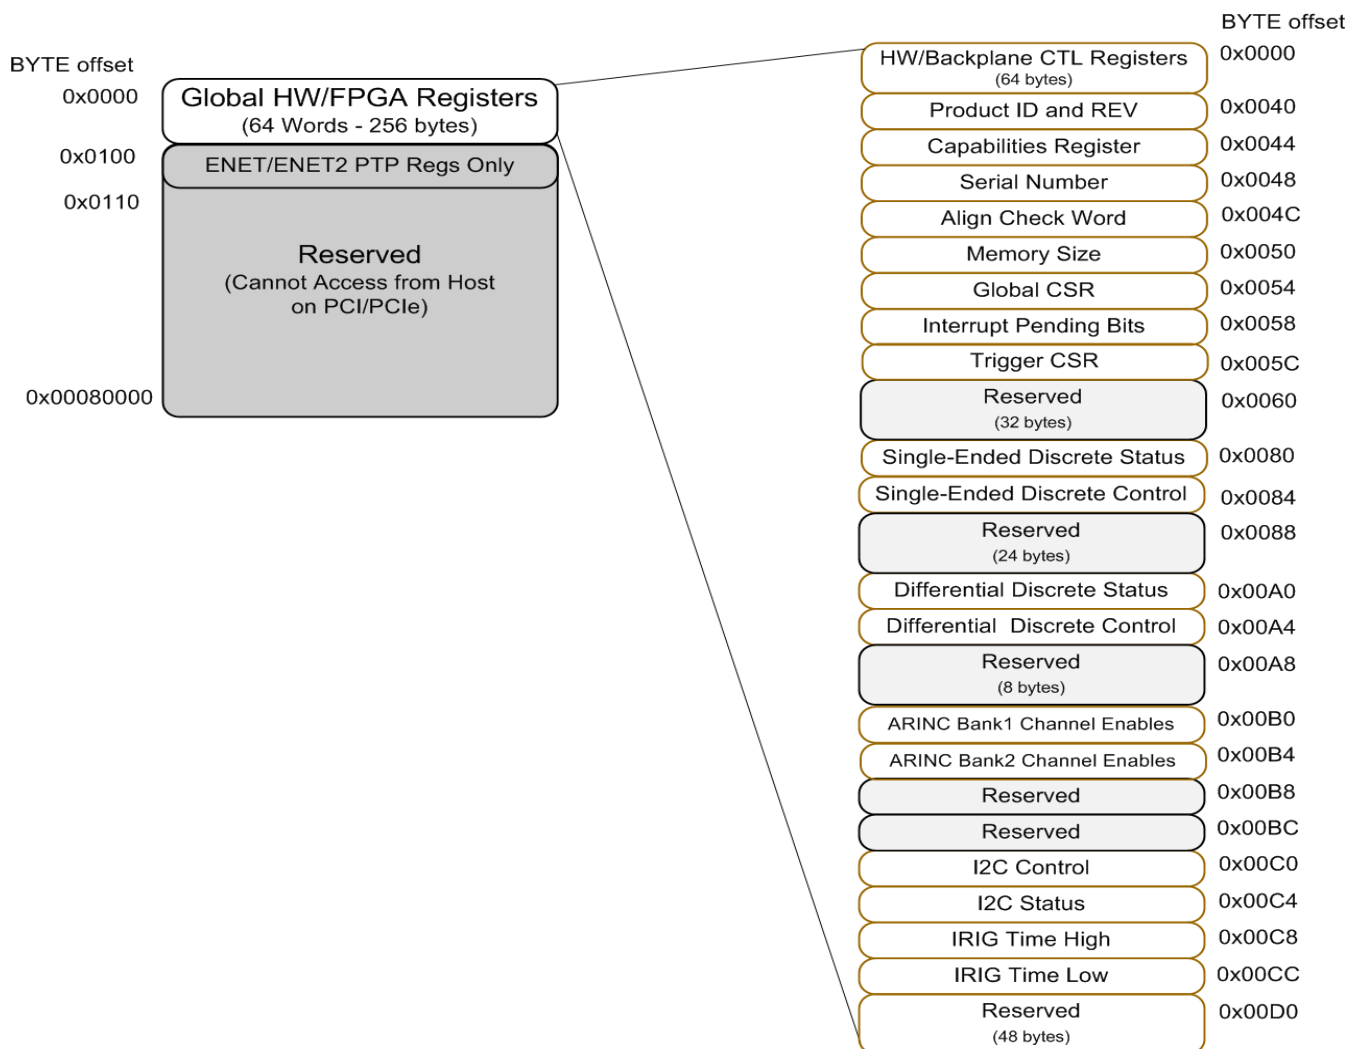 BYTE offset
0x0000
Global HW/FPGA Registers
(64 Words - 256 bytes)
0x0100
ENET/ENET2 PTP Regs Only
0x0110
Reserved
(Cannot Access from Host
on PCI/PCIe)
0x00080000
BYTE offset
HW/Backplane CTL Registers
(64 bytes)
0x0000
Product ID and REV
0x0040
Capabilities Register
0x0044
Serial Number
0x0048
Align Check Word
0x004C
Memory Size
0x0050
Global CSR
0x0054
Interrupt Pending Bits
0x0058
Trigger CSR
0x005C
Reserved
(32 bytes)
0x0060
Single-Ended Discrete Status
0x0080
Single-Ended Discrete Control
0x0084
Reserved
(24 bytes)
0x0088
Differential Discrete Status
0x00A0
Differential Discrete Control
0x00A4
Reserved
(8 bytes)
0x00A8
ARINC Bank1 Channel Enables
0x00B0
ARINC Bank2 Channel Enables
0x00B4
Reserved
0x00B8
Reserved
0x00BC
I2C Control
0x00C0
I2C Status
0x00C4
IRIG Time High
0x00C8
IRIG Time Low
0x00CC
Reserved
(48 bytes)
0x00D0